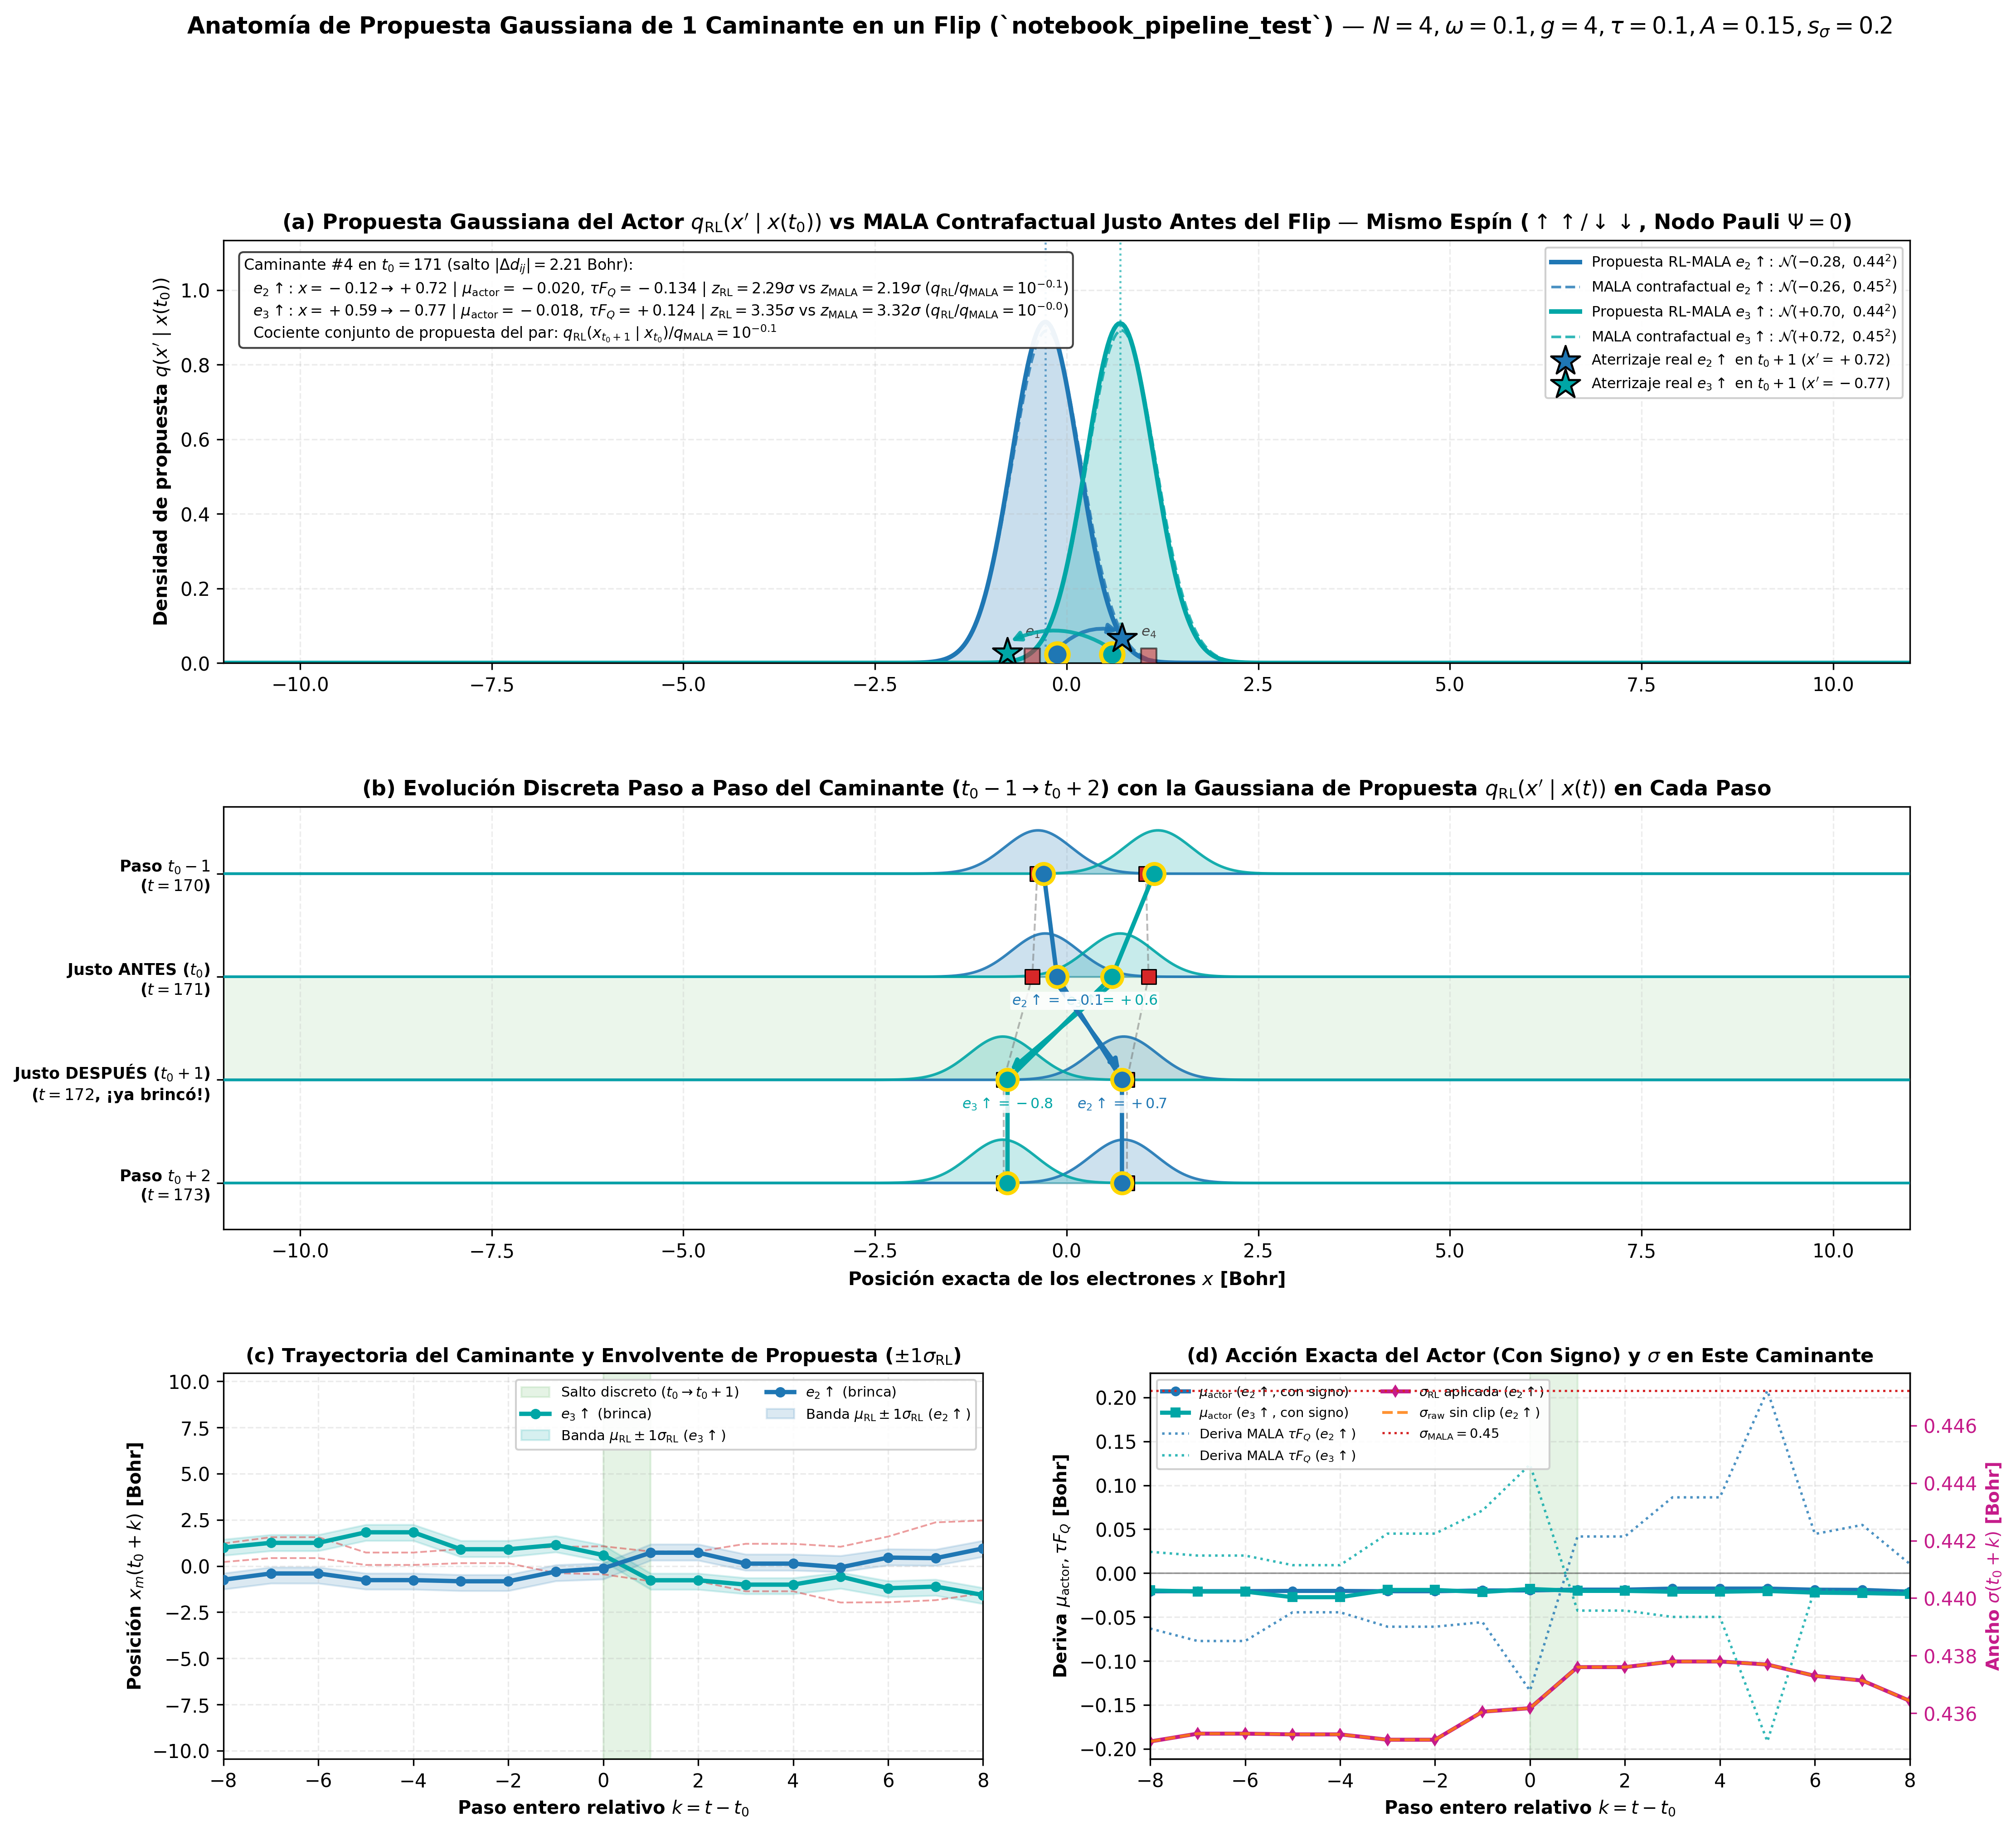 Anatomía de Propuesta Gaussiana de 1 Caminante en un Flip (`notebook_pipeline_test`) — N = 4, ω = 0.1, g = 4, τ = 0.1, A = 0.15, s_σ = 0.2
(a) Propuesta Gaussiana del Actor q_RL(x′ | x(t₀)) vs MALA Contrafactual Justo Antes del Flip — Mismo Espín (↑↑/↓↓, Nodo Pauli Ψ = 0)
Densidad de propuesta q(x′ | x(t₀))
1.0
0.8
0.6
0.4
0.2
0.0
Caminante #4 en t₀ = 171 (salto |Δd_ij| = 2.21 Bohr):
e₂ ↑: x = −0.12 → +0.72 | μ_actor = −0.020, τF_Q = −0.134 | z_RL = 2.29σ vs z_MALA = 2.19σ (q_RL/q_MALA = 10^−0.1)
e₃ ↑: x = +0.59 → −0.77 | μ_actor = −0.018, τF_Q = +0.124 | z_RL = 3.35σ vs z_MALA = 3.32σ (q_RL/q_MALA = 10^−0.0)
Cociente conjunto de propuesta del par: q_RL(x_{t₀+1} | x_{t₀})/q_MALA = 10^−0.1
Propuesta RL-MALA e₂ ↑: 𝒩(−0.28, 0.44²)
MALA contrafactual e₂ ↑: 𝒩(−0.26, 0.45²)
Propuesta RL-MALA e₃ ↑: 𝒩(+0.70, 0.44²)
MALA contrafactual e₃ ↑: 𝒩(+0.72, 0.45²)
Aterrizaje real e₂ ↑ en t₀ + 1 (x′ = +0.72)
Aterrizaje real e₃ ↑ en t₀ + 1 (x′ = −0.77)
e₁
e₄
−10.0 −7.5 −5.0 −2.5 0.0 2.5 5.0 7.5 10.0
(b) Evolución Discreta Paso a Paso del Caminante (t₀ − 1 → t₀ + 2) con la Gaussiana de Propuesta q_RL(x′ | x(t)) en Cada Paso
Paso t₀ − 1
(t = 170)
Justo ANTES (t₀)
(t = 171)
e₂ ↑ = −0.1
= +0.6
Justo DESPUÉS (t₀ + 1)
(t = 172, ¡ya brincó!)
e₃ ↑ = −0.8
e₂ ↑ = +0.7
Paso t₀ + 2
(t = 173)
−10.0 −7.5 −5.0 −2.5 0.0 2.5 5.0 7.5 10.0
Posición exacta de los electrones x [Bohr]
(c) Trayectoria del Caminante y Envolvente de Propuesta (±1σ_RL)
Posición x_m(t₀ + k) [Bohr]
10.0
7.5
5.0
2.5
0.0
−2.5
−5.0
−7.5
−10.0
Salto discreto (t₀ → t₀ + 1)
e₃ ↑ (brinca)
Banda μ_RL ± 1σ_RL (e₃ ↑)
e₂ ↑ (brinca)
Banda μ_RL ± 1σ_RL (e₂ ↑)
−8 −6 −4 −2 0 2 4 6 8
Paso entero relativo k = t − t₀
(d) Acción Exacta del Actor (Con Signo) y σ en Este Caminante
Deriva μ_actor, τF_Q [Bohr]
0.20
0.15
0.10
0.05
0.00
−0.05
−0.10
−0.15
−0.20
μ_actor (e₂ ↑, con signo)
μ_actor (e₃ ↑, con signo)
Deriva MALA τF_Q (e₂ ↑)
Deriva MALA τF_Q (e₃ ↑)
σ_RL aplicada (e₂ ↑)
σ_raw sin clip (e₂ ↑)
σ_MALA = 0.45
0.446
0.444
0.442
0.440
0.438
0.436
Ancho σ(t₀ + k) [Bohr]
−8 −6 −4 −2 0 2 4 6 8
Paso entero relativo k = t − t₀